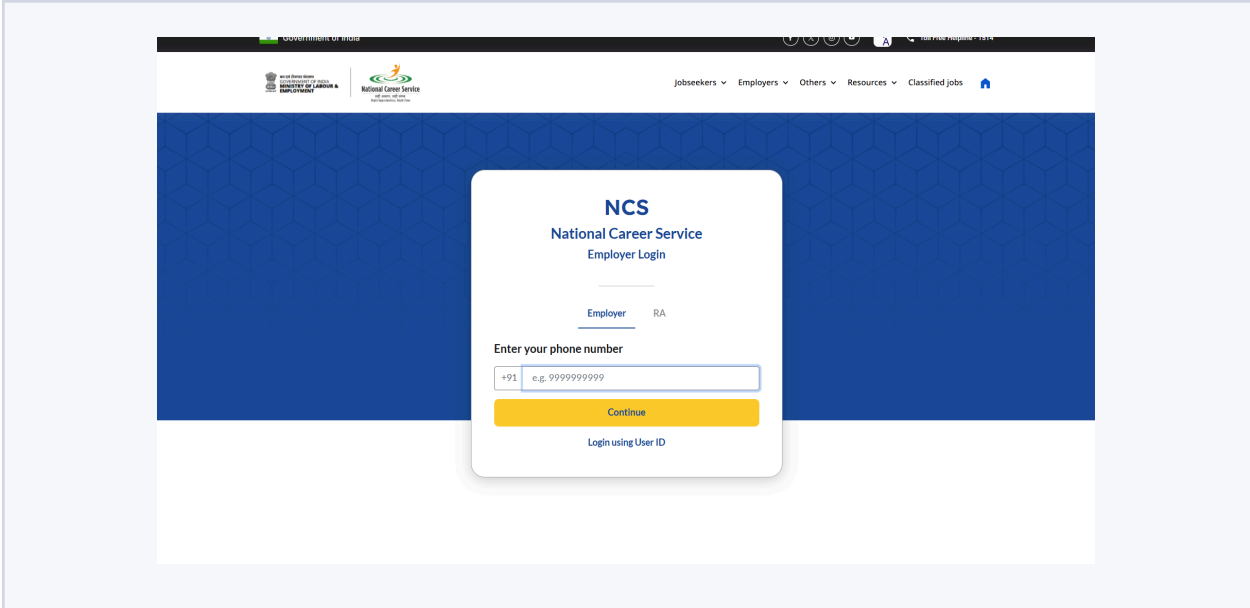 Government of India
Toll Free Helpline - 1514
GOVERNMENT OF INDIA
MINISTRY OF LABOUR &
EMPLOYMENT
National Career Service
Jobseekers
Employers
Others
Resources
Classified jobs
NCS
National Career Service
Employer Login
Employer
RA
Enter your phone number
+91
e.g. 9999999999
Continue
Login using User ID